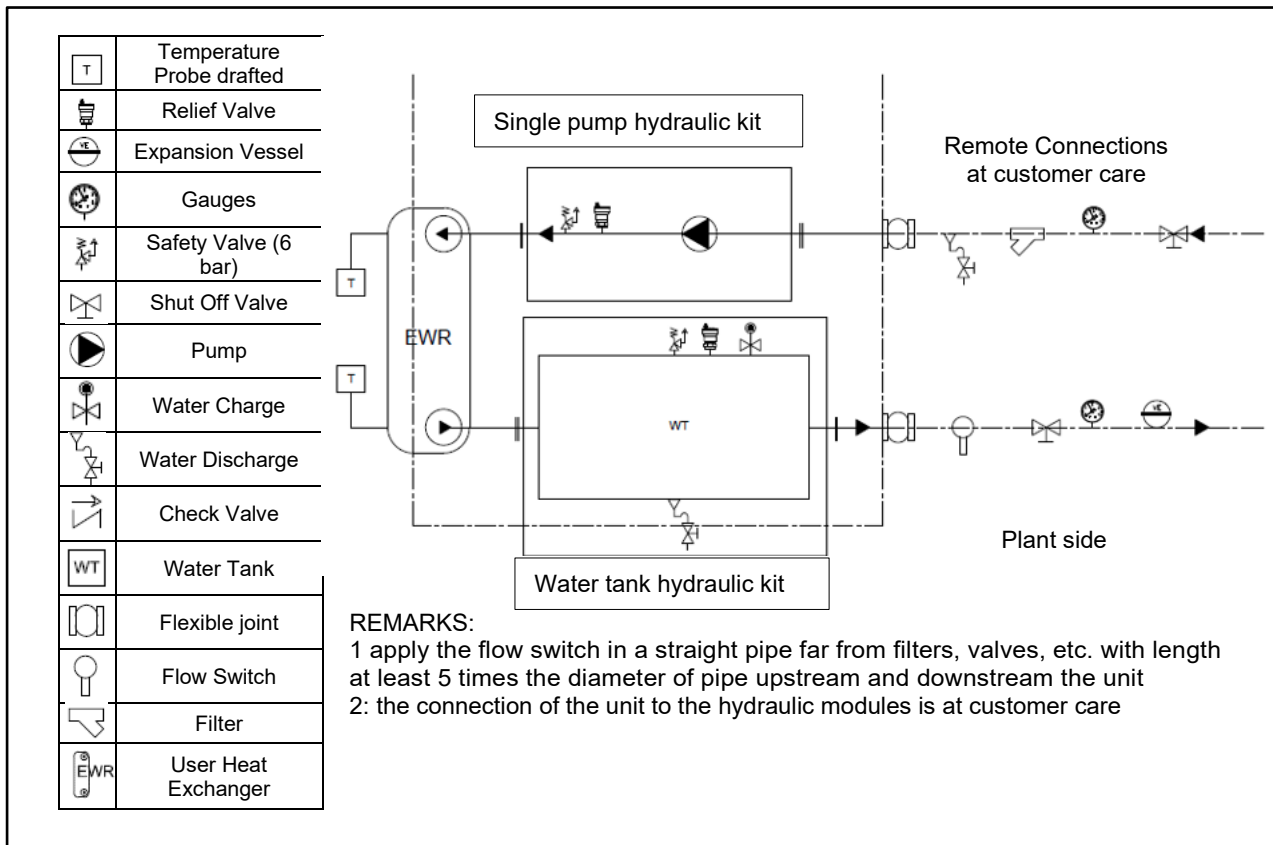 T
Temperature
Probe drafted
Relief Valve
VE
Expansion Vessel
Gauges
Safety Valve (6
bar)
Shut Off Valve
Pump
Water Charge
Water Discharge
Check Valve
WT
Water Tank
Flexible joint
Flow Switch
Filter
EWR
User Heat
Exchanger
Single pump hydraulic kit
Remote Connections
at customer care
T
EWR
T
WT
VE
Plant side
Water tank hydraulic kit
REMARKS:
1 apply the flow switch in a straight pipe far from filters, valves, etc. with length
at least 5 times the diameter of pipe upstream and downstream the unit
2: the connection of the unit to the hydraulic modules is at customer care